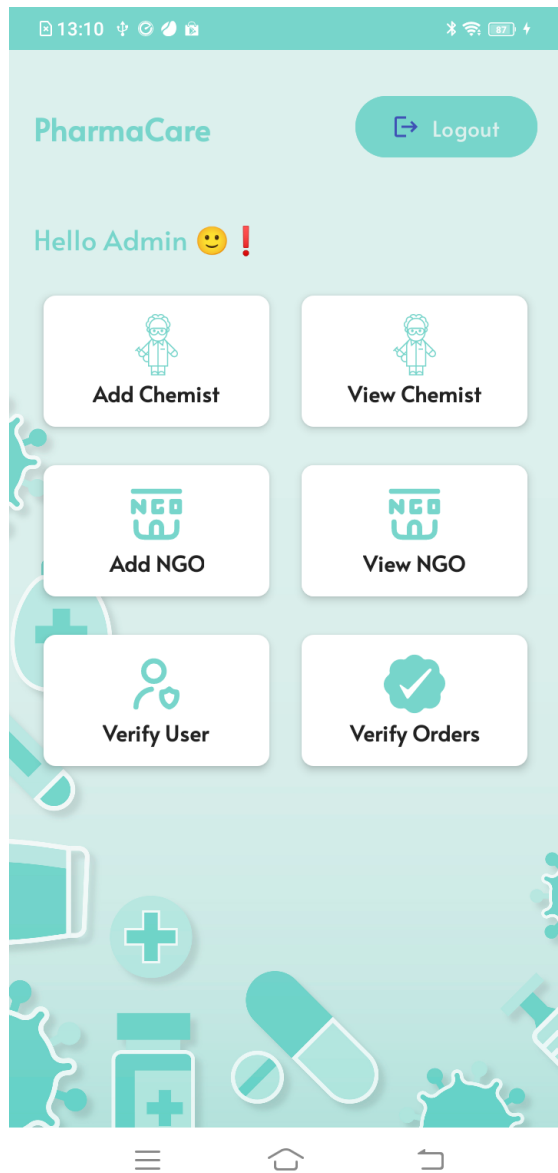 13:10
87
PharmaCare
Logout
Hello Admin 🙂❗
Add Chemist
View Chemist
NGO
NGO
Add NGO
View NGO
Verify User
Verify Orders